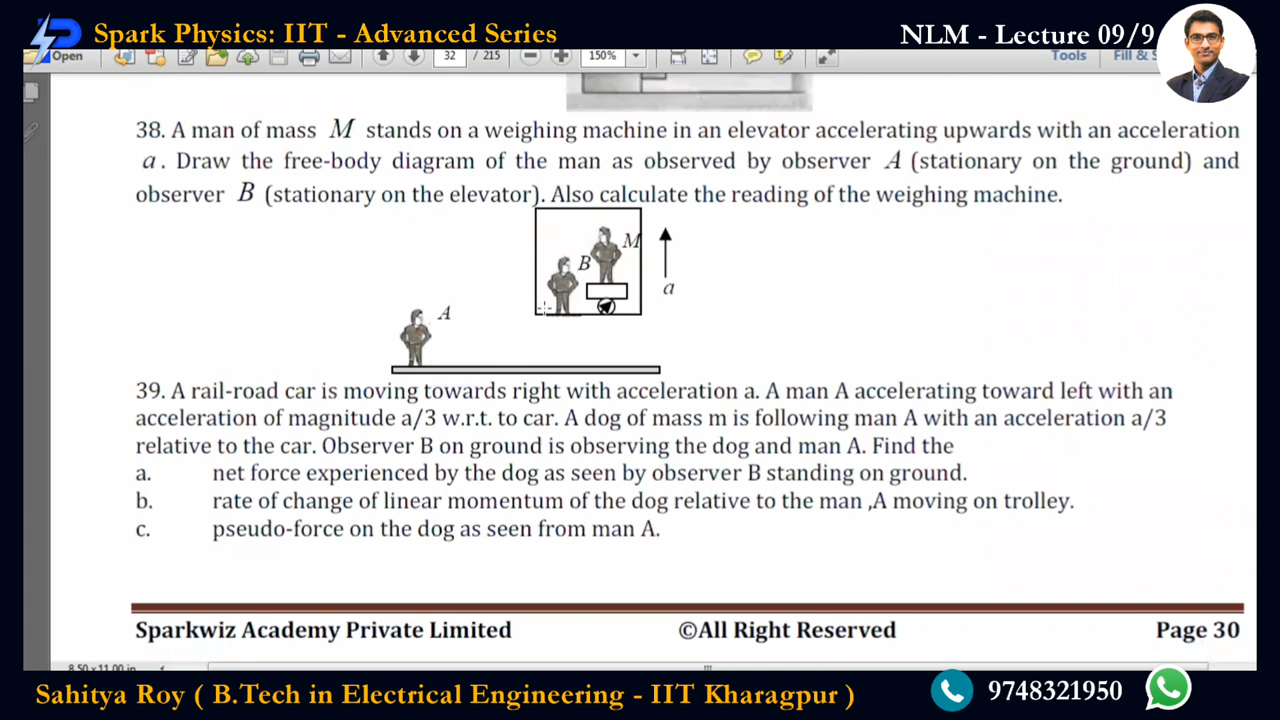 Spark Physics: IIT - Advanced Series
NLM - Lecture 09/9
Open
32 / 215
150%
Tools
Fill & S
38. A man of mass M stands on a weighing machine in an elevator accelerating upwards with an acceleration
a. Draw the free-body diagram of the man as observed by observer A (stationary on the ground) and
observer B (stationary on the elevator). Also calculate the reading of the weighing machine.
M
B
a
A
39. A rail-road car is moving towards right with acceleration a. A man A accelerating toward left with an
acceleration of magnitude a/3 w.r.t. to car. A dog of mass m is following man A with an acceleration a/3
relative to the car. Observer B on ground is observing the dog and man A. Find the
a. net force experienced by the dog as seen by observer B standing on ground.
b. rate of change of linear momentum of the dog relative to the man ,A moving on trolley.
c. pseudo-force on the dog as seen from man A.
Sparkwiz Academy Private Limited ©All Right Reserved Page 30
8.50 x 11.00 in
Sahitya Roy ( B.Tech in Electrical Engineering - IIT Kharagpur )
9748321950